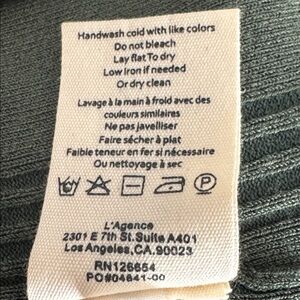 Handwash cold with like colors
Do not bleach
Lay flat To dry
Low Iron if needed
Or dry clean
Lavage à la main à froid avec des
couleurs similaires
Ne pas javelliser
Faire sécher à plat
Faible teneur en fer si nécessaire
Ou nettoyage à sec
P
L'Agence
2301 E 7th St.Suite A401
Los Angeles,CA.90023
RN126654
PO#04641-00